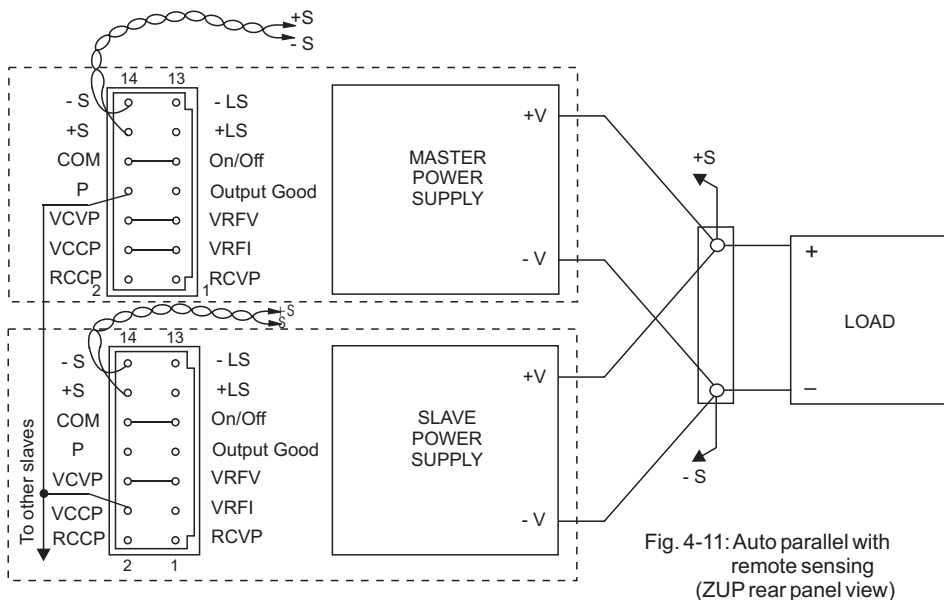 +S
- S
14 13
- S - LS
+S +LS
COM On/Off
P Output Good
VCVP VRFV
VCCP VRFI
RCCP RCVP
2 1
MASTER
POWER
SUPPLY
+V
- V
+S
+
LOAD
–
- S
+S
S
14 13
- S - LS
+S +LS
COM On/Off
P Output Good
VCVP VRFV
VCCP VRFI
RCCP RCVP
2 1
To other slaves
SLAVE
POWER
SUPPLY
+V
- V
Fig. 4-11: Auto parallel with
remote sensing
(ZUP rear panel view)